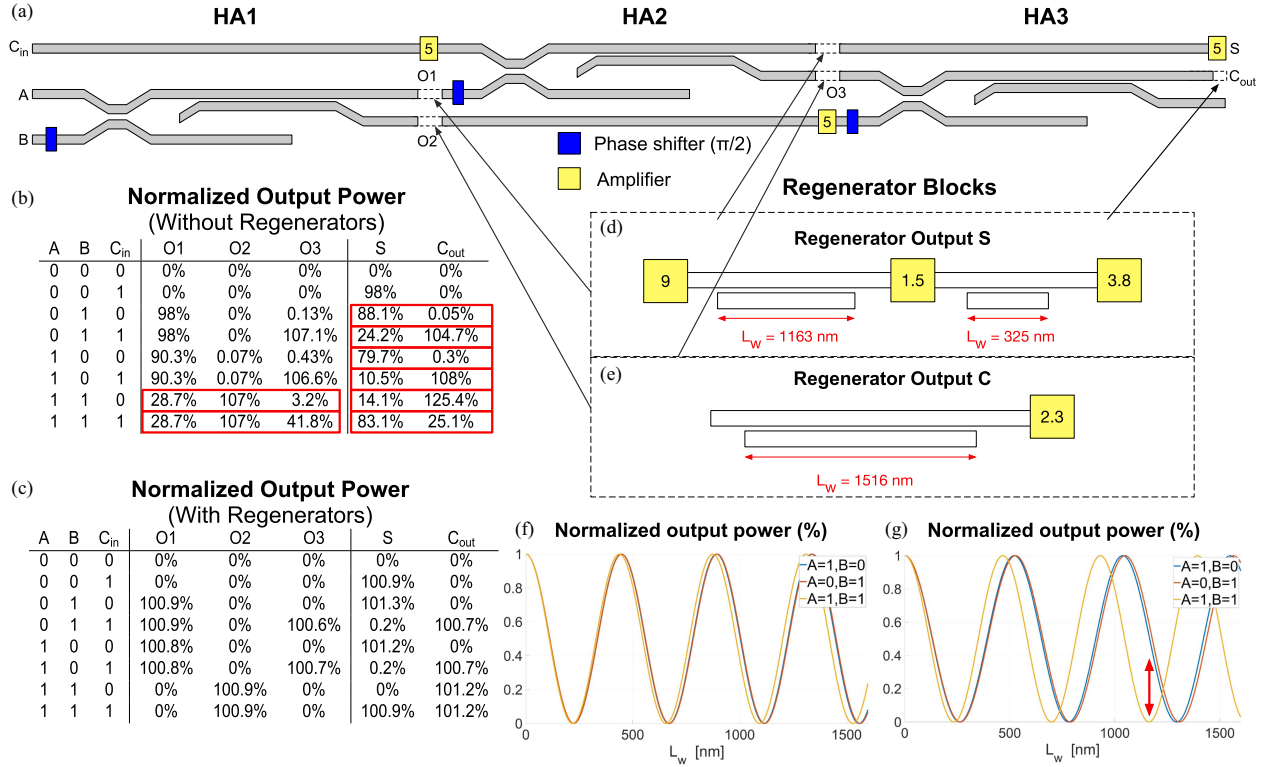 (a)
HA1 HA2 HA3
Cin 5 5 S
O1 Cout
A O3
B O2 5
Phase shifter (π/2)
Amplifier
(b) Normalized Output Power
(Without Regenerators)
A B Cin O1 O2 O3 S Cout
0 0 0 0% 0% 0% 0% 0%
0 0 1 0% 0% 0% 98% 0%
0 1 0 98% 0% 0.13% 88.1% 0.05%
0 1 1 98% 0% 107.1% 24.2% 104.7%
1 0 0 90.3% 0.07% 0.43% 79.7% 0.3%
1 0 1 90.3% 0.07% 106.6% 10.5% 108%
1 1 0 28.7% 107% 3.2% 14.1% 125.4%
1 1 1 28.7% 107% 41.8% 83.1% 25.1%
Regenerator Blocks
(d)
Regenerator Output S
9 1.5 3.8
LW = 1163 nm LW = 325 nm
(e)
Regenerator Output C
2.3
LW = 1516 nm
(c) Normalized Output Power
(With Regenerators)
A B Cin O1 O2 O3 S Cout
0 0 0 0% 0% 0% 0% 0%
0 0 1 0% 0% 0% 100.9% 0%
0 1 0 100.9% 0% 0% 101.3% 0%
0 1 1 100.9% 0% 100.6% 0.2% 100.7%
1 0 0 100.8% 0% 0% 101.2% 0%
1 0 1 100.8% 0% 100.7% 0.2% 100.7%
1 1 0 0% 100.9% 0% 0% 101.2%
1 1 1 0% 100.9% 0% 100.9% 101.2%
(f) Normalized output power (%)
1
0.8
0.6
0.4
0.2
0
0 500 1000 1500
Lw [nm]
A=1,B=0
A=0,B=1
A=1,B=1
(g) Normalized output power (%)
1
0.8
0.6
0.4
0.2
0
0 500 1000 1500
Lw [nm]
A=1,B=0
A=0,B=1
A=1,B=1